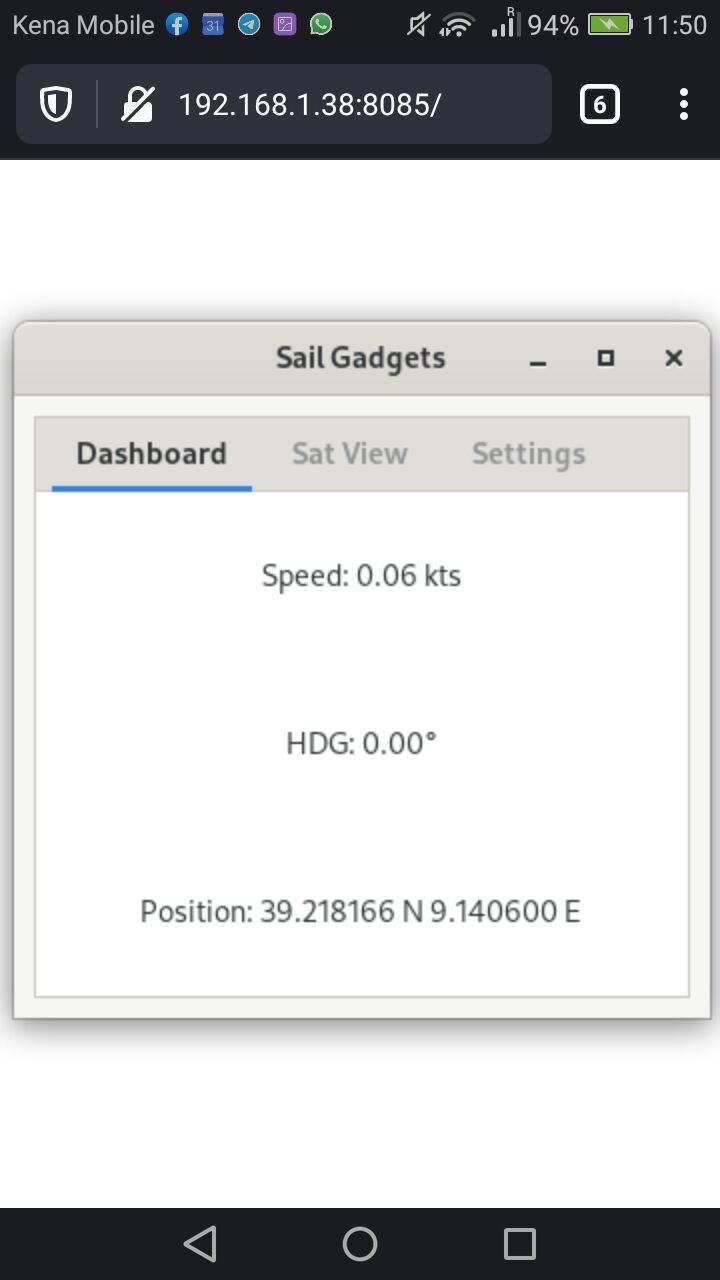 Kena Mobile 31 R 94% 11:50
192.168.1.38:8085/ 6
Sail Gadgets
Dashboard Sat View Settings
Speed: 0.06 kts
HDG: 0.00°
Position: 39.218166 N 9.140600 E